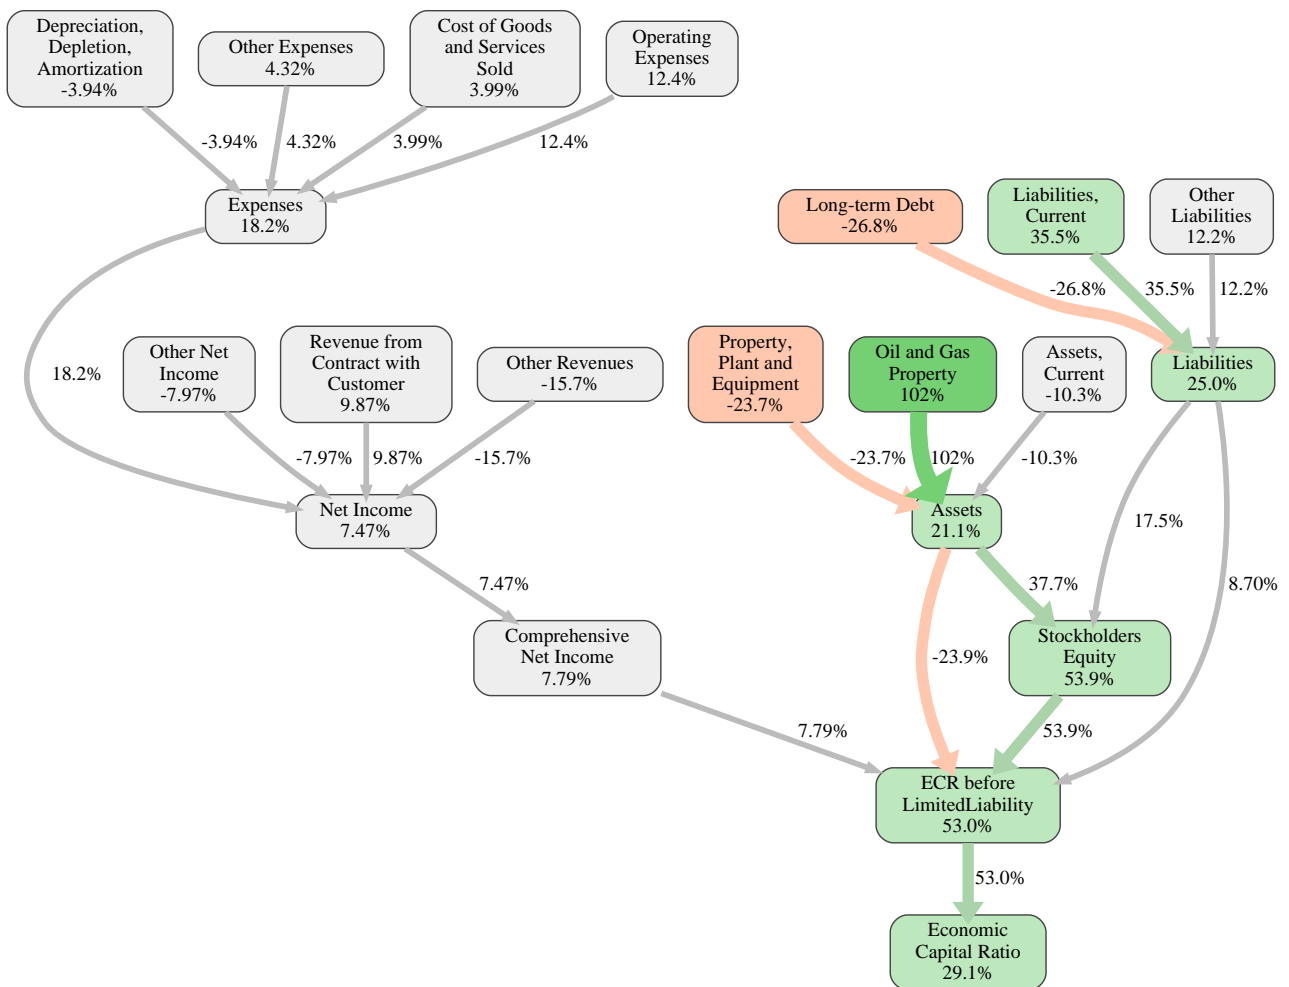 Depreciation,
Depletion,
Amortization
-3.94%
Other Expenses
4.32%
Cost of Goods
and Services
Sold
3.99%
Operating
Expenses
12.4%
-3.94%
4.32%
3.99%
12.4%
Expenses
18.2%
Long-term Debt
-26.8%
Liabilities,
Current
35.5%
Other
Liabilities
12.2%
-26.8%
35.5%
12.2%
18.2%
Other Net
Income
-7.97%
Revenue from
Contract with
Customer
9.87%
Other Revenues
-15.7%
Property,
Plant and
Equipment
-23.7%
Oil and Gas
Property
102%
Assets,
Current
-10.3%
Liabilities
25.0%
-7.97%
9.87%
-15.7%
-23.7%
102%
-10.3%
Net Income
7.47%
Assets
21.1%
17.5%
7.47%
37.7%
8.70%
Comprehensive
Net Income
7.79%
-23.9%
Stockholders
Equity
53.9%
7.79%
53.9%
ECR before
LimitedLiability
53.0%
53.0%
Economic
Capital Ratio
29.1%